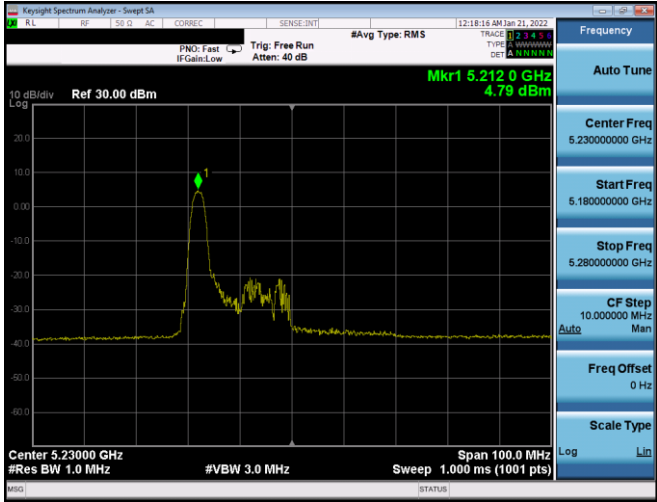 Keysight Spectrum Analyzer - Swept SA
RL RF 50 Ω AC CORREC SENSE:INT 12:18:16 AM Jan 21, 2022
#Avg Type: RMS
TRACE 1 2 3 4 5 6
PNO: Fast Trig: Free Run TYPE A WWWWW
IFGain:Low Atten: 40 dB DET A N N N N N
Mkr1 5.212 0 GHz
4.79 dBm
10 dB/div Ref 30.00 dBm
Log
20.0
10.0
1
0.00
-10.0
-20.0
-30.0
-40.0
-50.0
-60.0
Center 5.23000 GHz Span 100.0 MHz
#Res BW 1.0 MHz #VBW 3.0 MHz Sweep 1.000 ms (1001 pts)
MSG STATUS
Frequency
Auto Tune
Center Freq
5.230000000 GHz
Start Freq
5.180000000 GHz
Stop Freq
5.280000000 GHz
CF Step
10.000000 MHz
Auto Man
Freq Offset
0 Hz
Scale Type
Log Lin